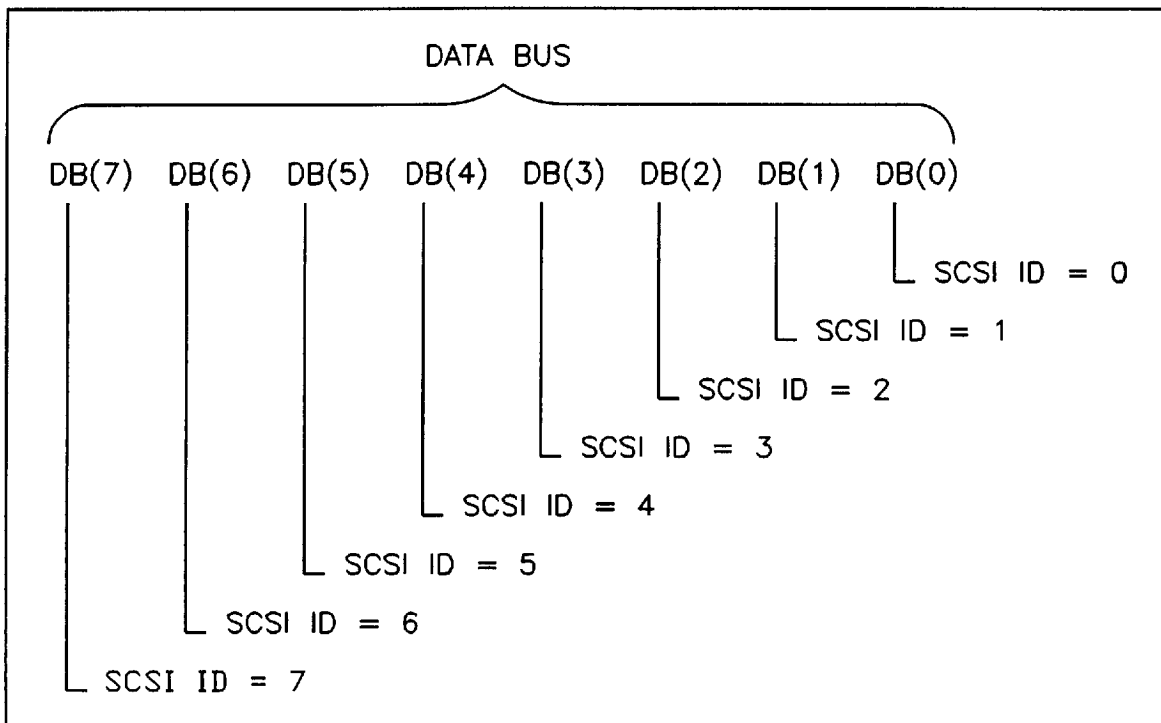 DATA BUS
DB(7) DB(6) DB(5) DB(4) DB(3) DB(2) DB(1) DB(0)
SCSI ID = 0
SCSI ID = 1
SCSI ID = 2
SCSI ID = 3
SCSI ID = 4
SCSI ID = 5
SCSI ID = 6
SCSI ID = 7